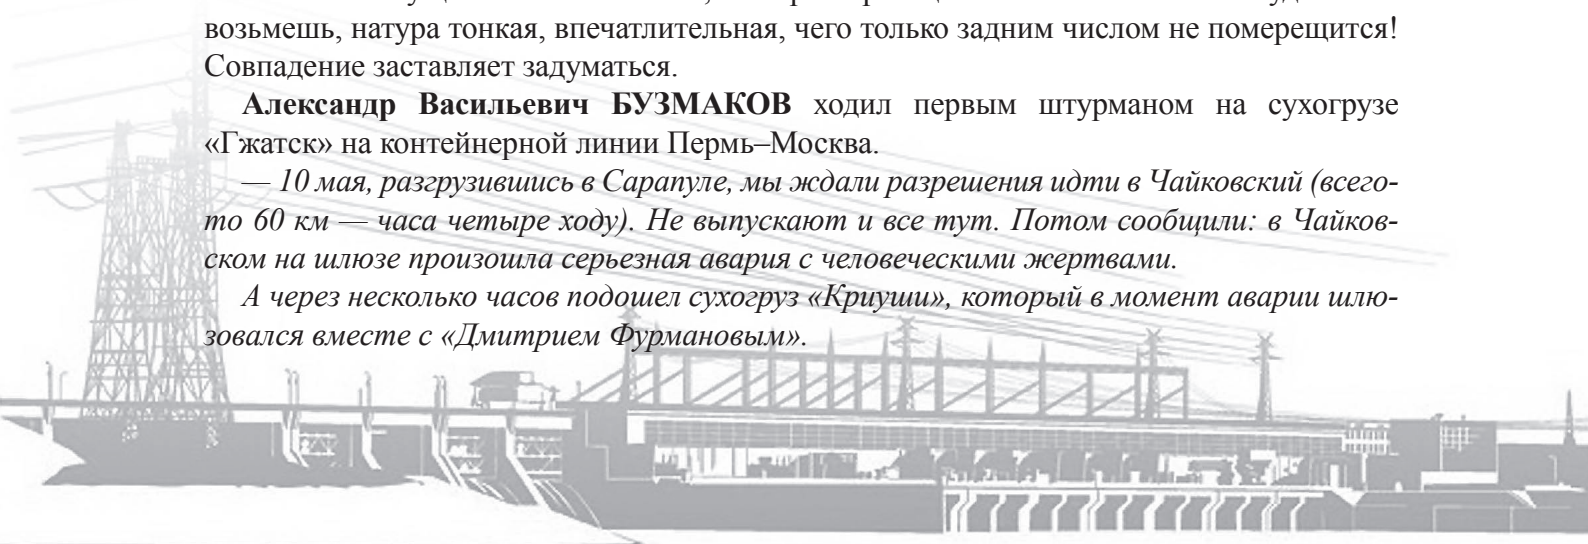 возьмешь, натура тонкая, впечатлительная, чего только задним числом не померещится!
Совпадение заставляет задуматься.
Александр Васильевич БУЗМАКОВ ходил первым штурманом на сухогрузе
«Гжатск» на контейнерной линии Пермь–Москва.
— 10 мая, разгрузившись в Сарапуле, мы ждали разрешения идти в Чайковский (всего-
то 60 км — часа четыре ходу). Не выпускают и все тут. Потом сообщили: в Чайков-
ском на шлюзе произошла серьезная авария с человеческими жертвами.
А через несколько часов подошел сухогруз «Криуши», который в момент аварии шлю-
зовался вместе с «Дмитрием Фурмановым».